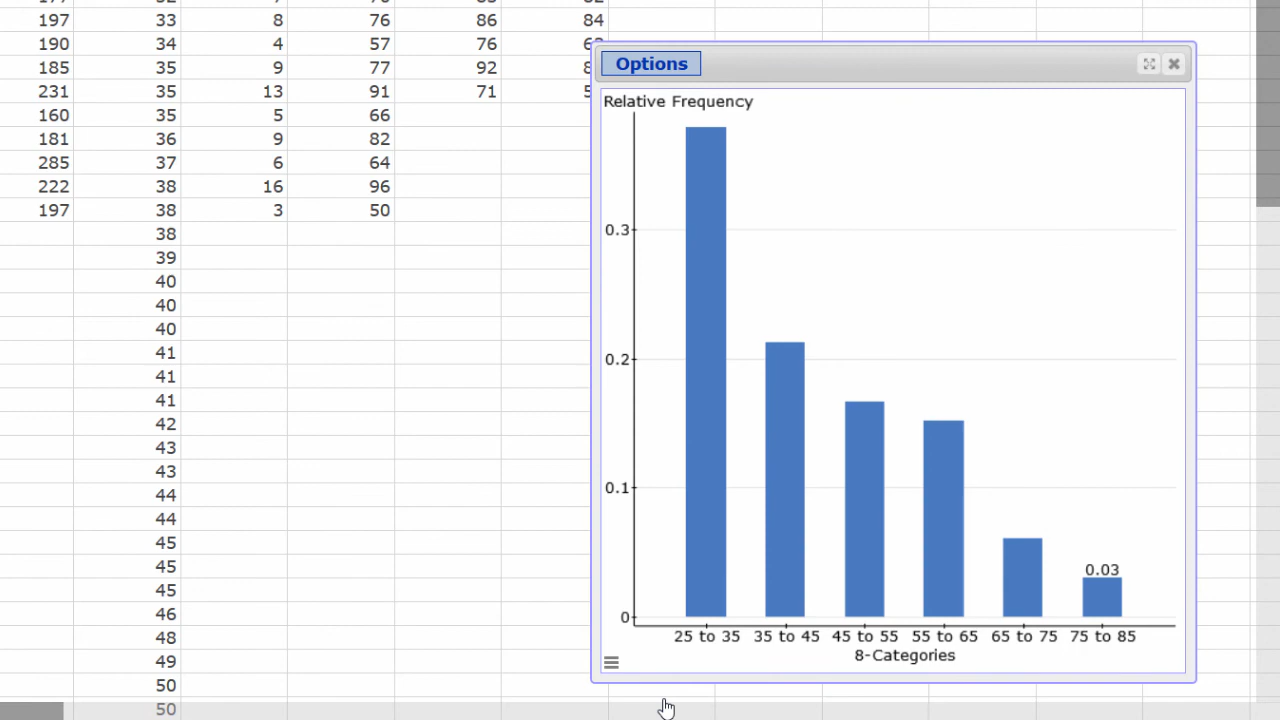 197 33 8 76 86 84
190 34 4 57 76
185 35 9 77 92
231 35 13 91 71
160 35 5 66
181 36 9 82
285 37 6 64
222 38 16 96
197 38 3 50
38
39
40
40
40
41
41
41
42
43
43
44
44
45
45
45
46
48
49
50
50
Options
Relative Frequency
0.3
0.2
0.1
0
0.03
25 to 35 35 to 45 45 to 55 55 to 65 65 to 75 75 to 85
8-Categories